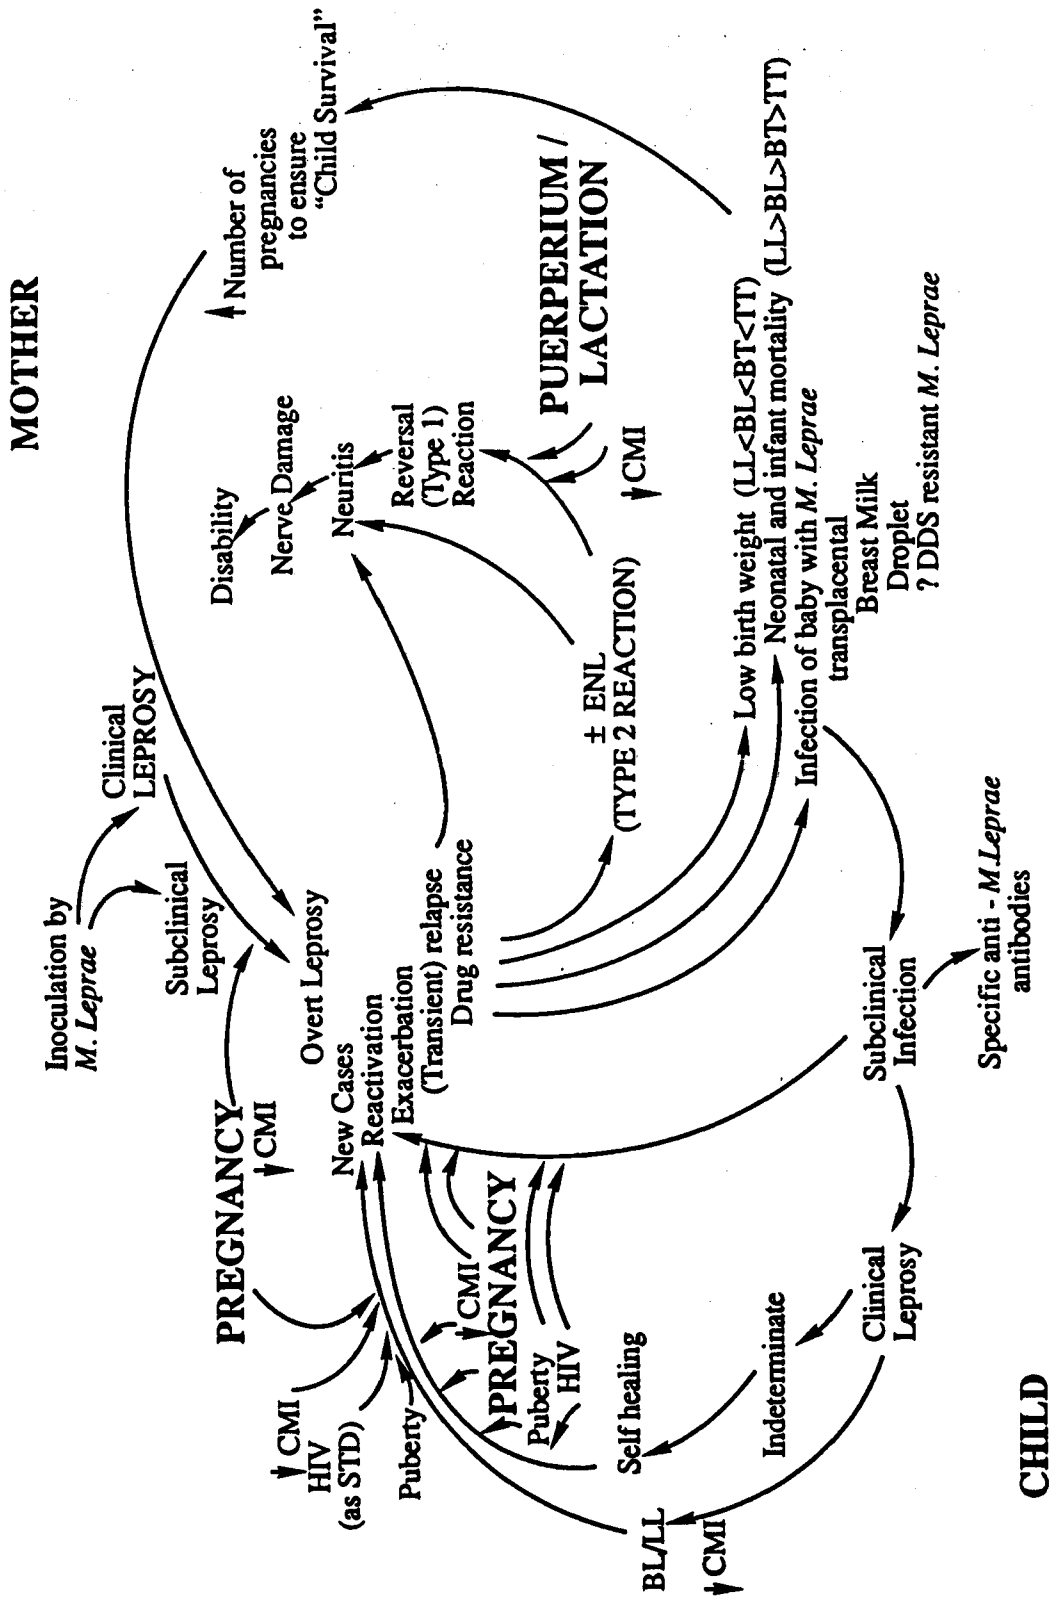 MOTHER
Inoculation by
M. Leprae
Clinical
LEPROSY
Subclinical
Leprosy
↑ Number of
pregnancies
to ensure
“Child Survival”
PREGNANCY
↓ CMI
Overt Leprosy
New Cases
Reactivation
Exacerbation
(Transient) relapse
Drug resistance
Disability
Nerve Damage
Neuritis
Reversal
(Type 1)
Reaction
PUERPERIUM /
LACTATION
↓ CMI
± ENL
(TYPE 2 REACTION)
↓ CMI
HIV
(as STD)
Puberty
↓ CMI
PREGNANCY
Puberty
HIV
Self healing
BL/LL
↓ CMI
Indeterminate
Clinical
Leprosy
Subclinical
Infection
Specific anti - M.Leprae
antibodies
Low birth weight (LL<BL<BT<TT)
Neonatal and infant mortality (LL>BL>BT>TT)
Infection of baby with M. Leprae
transplacental
Breast Milk
Droplet
? DDS resistant M. Leprae
CHILD